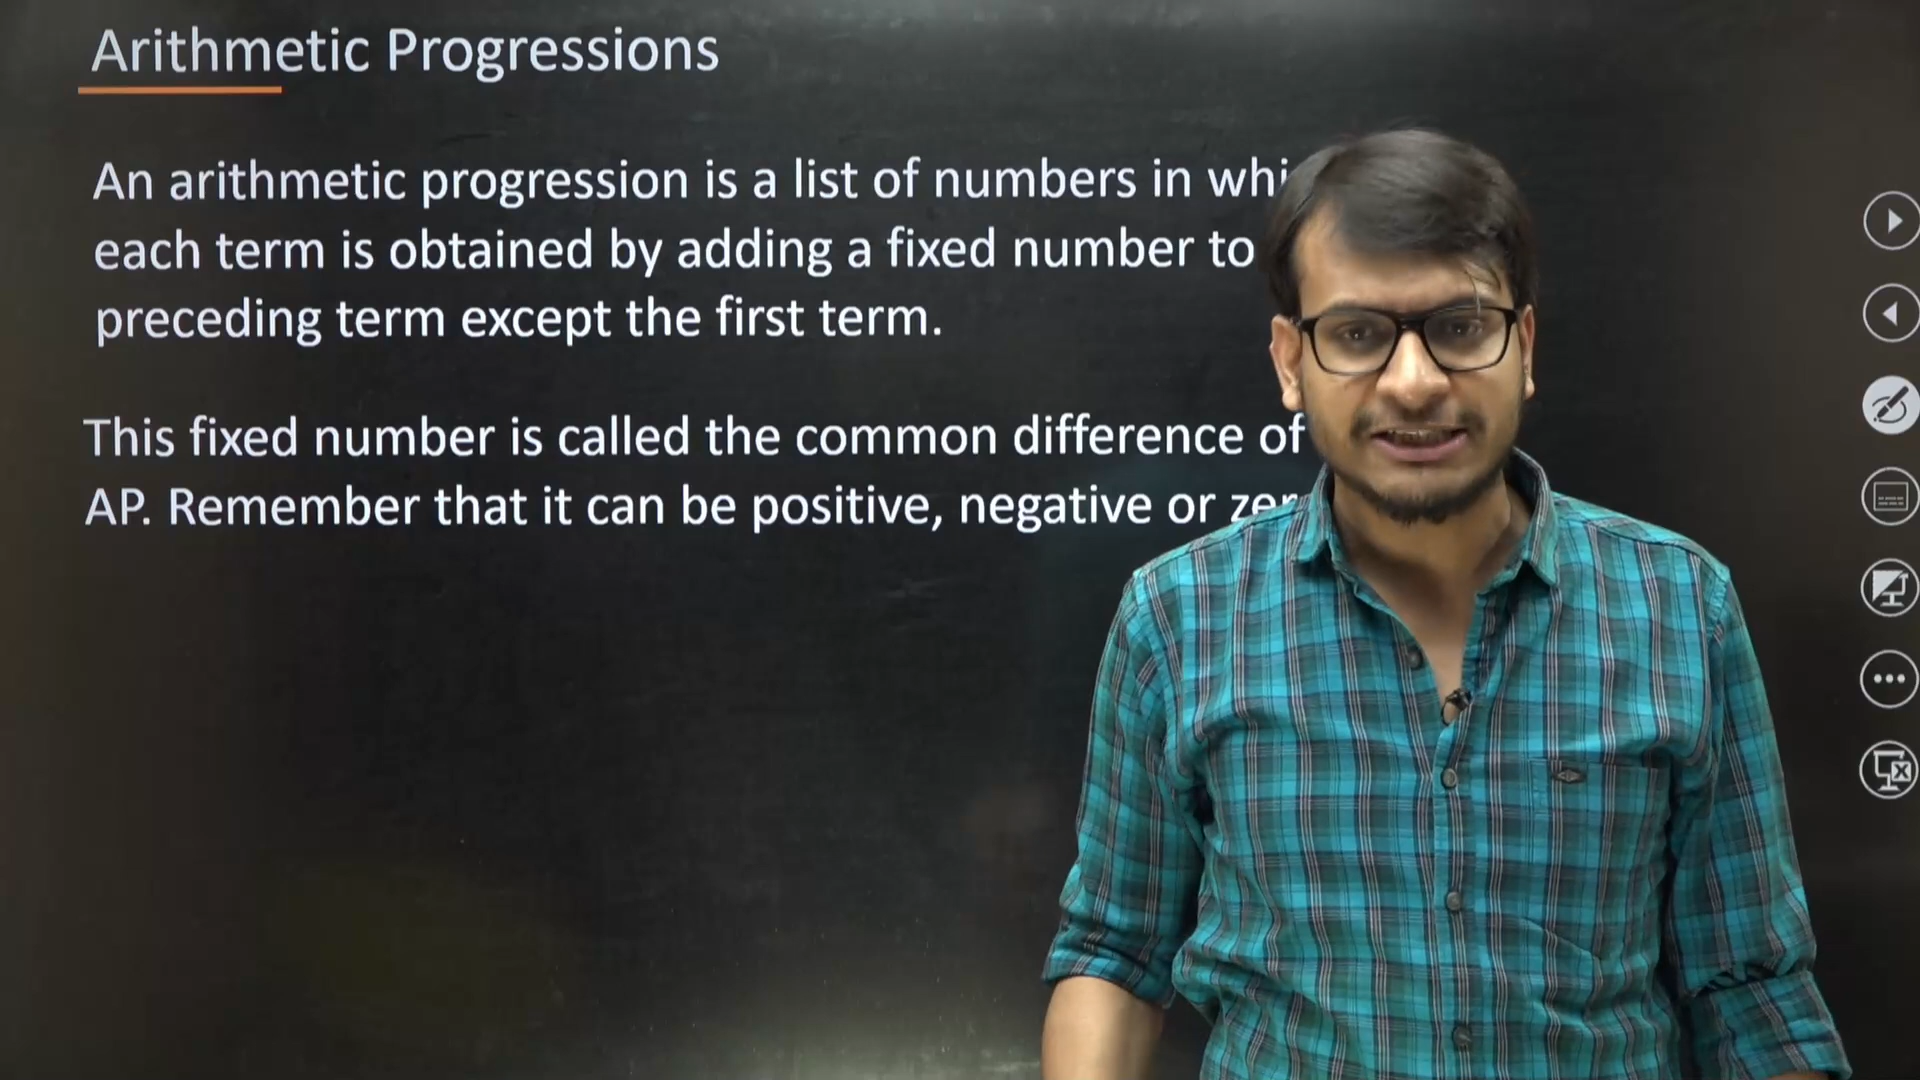 Arithmetic Progressions
An arithmetic progression is a list of numbers in
each term is obtained by adding a fixed number to
preceding term except the first term.
This fixed number is called the common difference of
AP. Remember that it can be positive, negative or